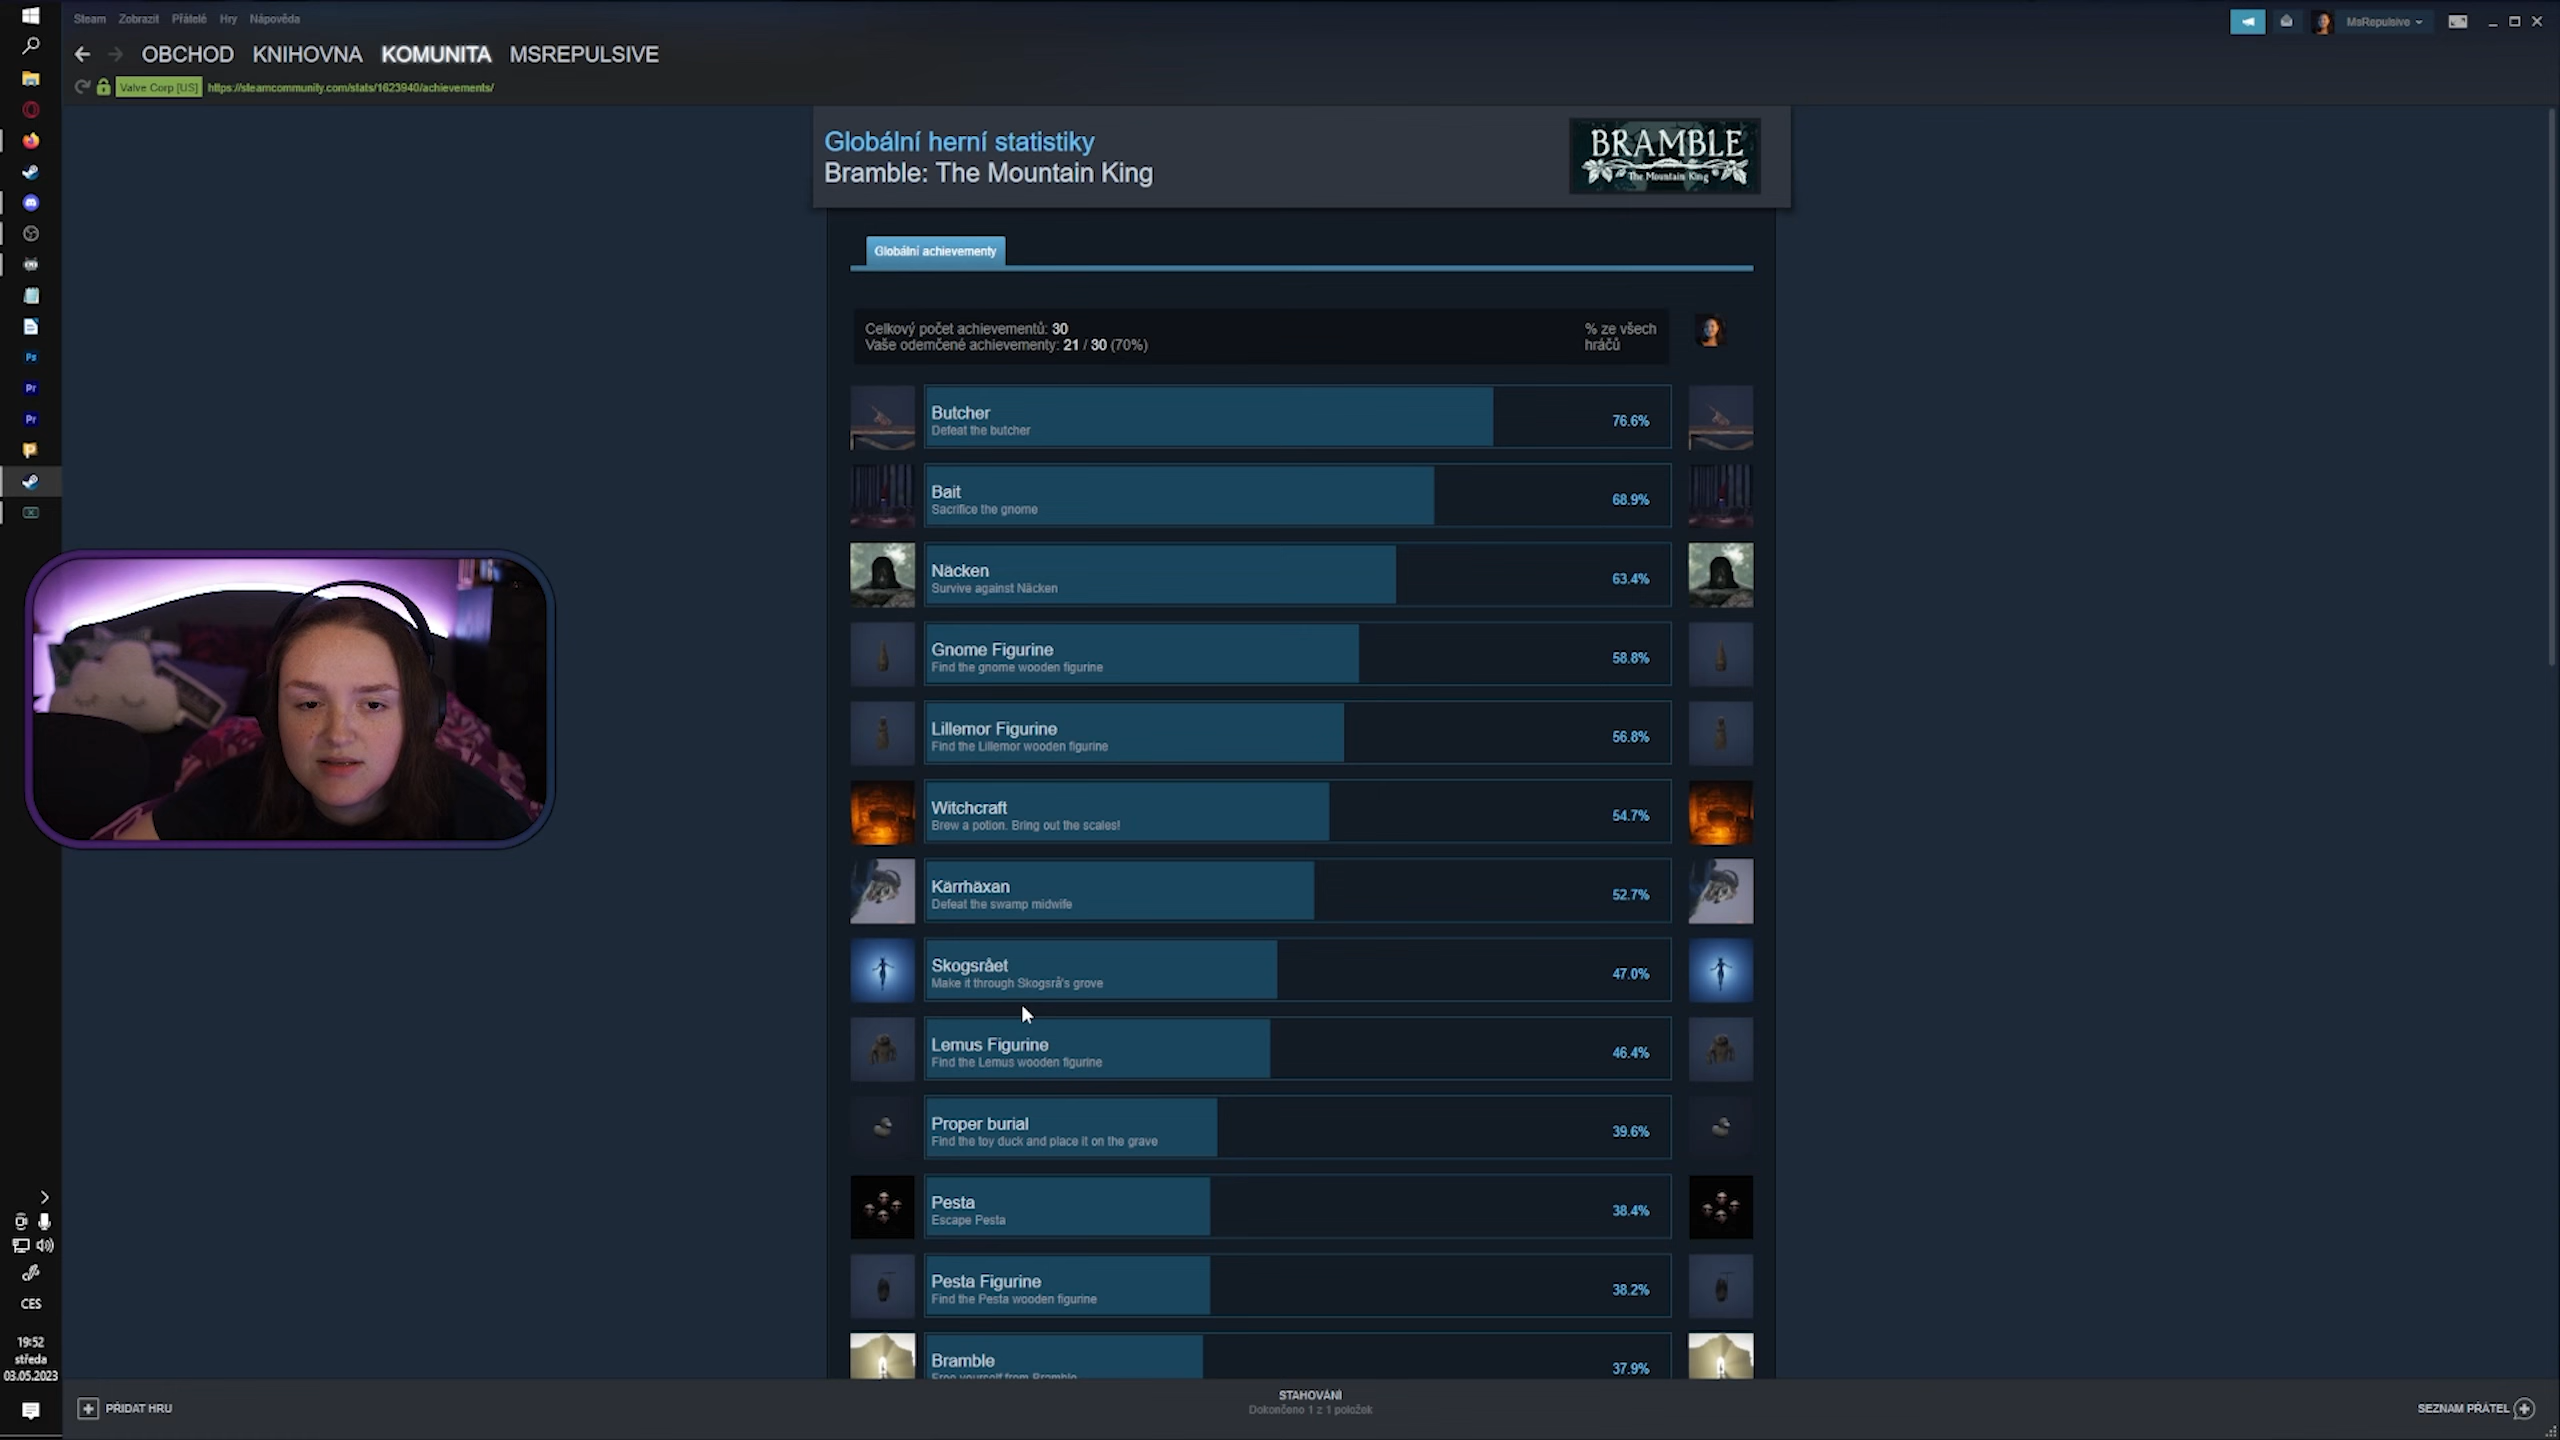 Steam Zobrazit Přátelé Hry Nápověda
MsRepulsive
OBCHOD KNIHOVNA KOMUNITA MSREPULSIVE
Valve Corp [US] https://steamcommunity.com/stats/1623940/achievements/
Globální herní statistiky
Bramble: The Mountain King
BRAMBLE
The Mountain King
Globální achievementy
Celkový počet achievementů: 30
Vaše odemčené achievementy: 21 / 30 (70%)
% ze všech
hráčů
Butcher
Defeat the butcher
76.6%
Bait
Sacrifice the gnome
68.9%
Näcken
Survive against Näcken
63.4%
Gnome Figurine
Find the gnome wooden figurine
58.8%
Lillemor Figurine
Find the Lillemor wooden figurine
56.8%
Witchcraft
Brew a potion. Bring out the scales!
54.7%
Kärrhäxan
Defeat the swamp midwife
52.7%
Skogsrået
Make it through Skogsrå's grove
47.0%
Lemus Figurine
Find the Lemus wooden figurine
46.4%
Proper burial
Find the toy duck and place it on the grave
39.6%
Pesta
Escape Pesta
38.4%
Pesta Figurine
Find the Pesta wooden figurine
38.2%
Bramble
Free yourself from Bramble
37.9%
Ps
Pr
Pr
CES
19:52
středa
03.05.2023
PŘIDAT HRU
STAHOVÁNÍ
Dokončeno 1 z 1 položek
SEZNAM PŘÁTEL